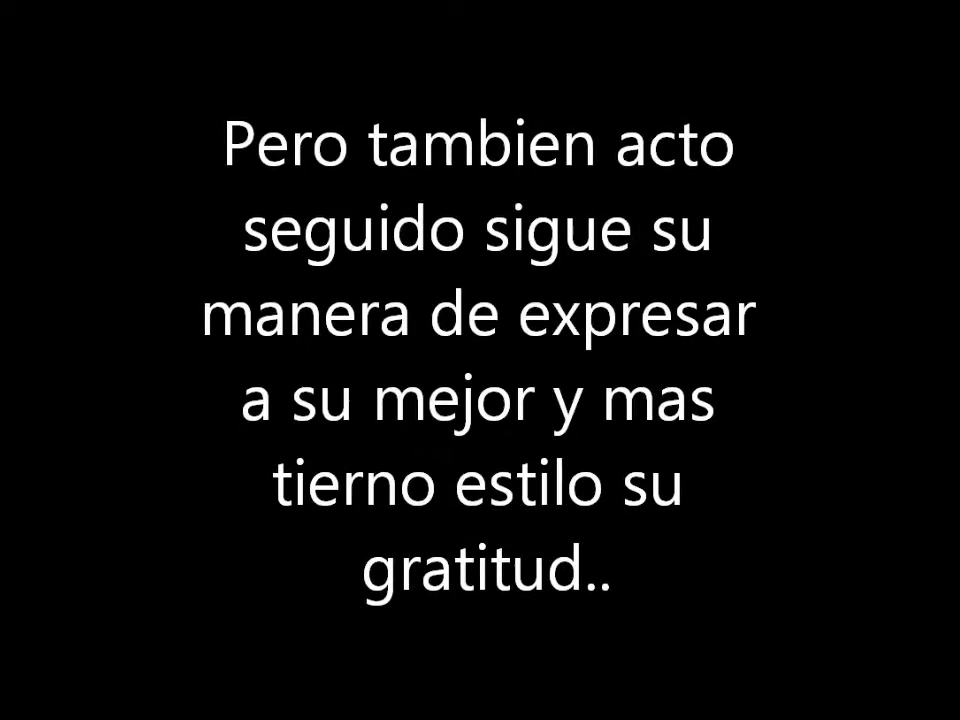 Pero tambien acto
seguido sigue su
manera de expresar
a su mejor y mas
tierno estilo su
gratitud..